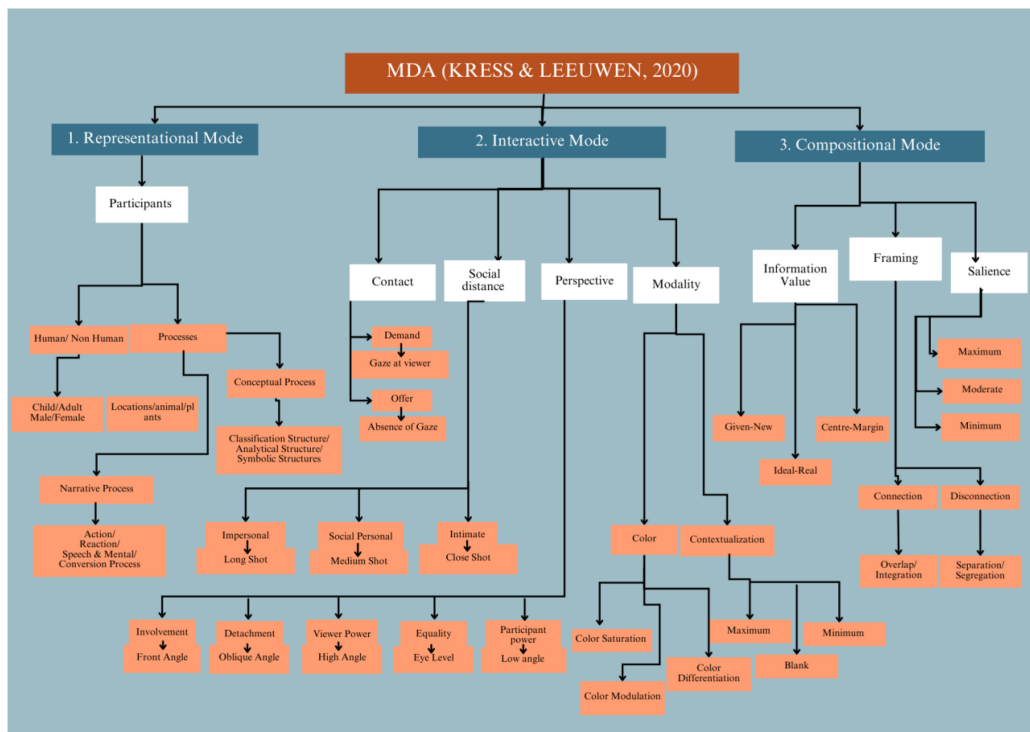 MDA (KRESS & LEEUWEN, 2020)
1. Representational Mode
2. Interactive Mode
3. Compositional Mode
Participants
Contact
Social
distance
Perspective
Modality
Information
Value
Framing
Salience
Human/ Non Human
Processes
Conceptual Process
Child/Adult
Male/Female
Locations/animal/pl
ants
Classification Structure/
Analytical Structure/
Symbolic Structures
Narrative Process
Action/
Reaction/
Speech & Mental/
Conversion Process
Demand
Gaze at viewer
Offer
Absence of Gaze
Impersonal
Long Shot
Social Personal
Medium Shot
Intimate
Close Shot
Involvement
Front Angle
Detachment
Oblique Angle
Viewer Power
High Angle
Equality
Eye Level
Participant
power
Low angle
Color
Contextualization
Color Saturation
Color Modulation
Color
Differentiation
Maximum
Blank
Minimum
Given-New
Ideal-Real
Centre-Margin
Connection
Disconnection
Overlap/
Integration
Separation/
Segregation
Maximum
Moderate
Minimum